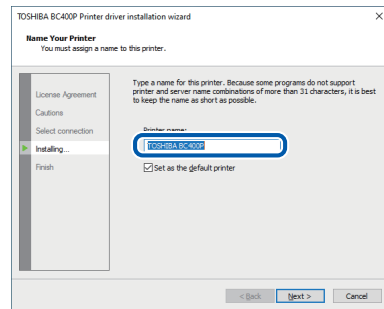 TOSHIBA BC400P Printer driver installation wizard
Name Your Printer
You must assign a name to this printer.
License Agreement
Cautions
Select connection
Installing...
Finish
Type a name for this printer. Because some programs do not support
printer and server name combinations of more than 31 characters, it is best
to keep the name as short as possible.
Printer name:
TOSHIBA BC400P
Set as the default printer
< Back
Next >
Cancel